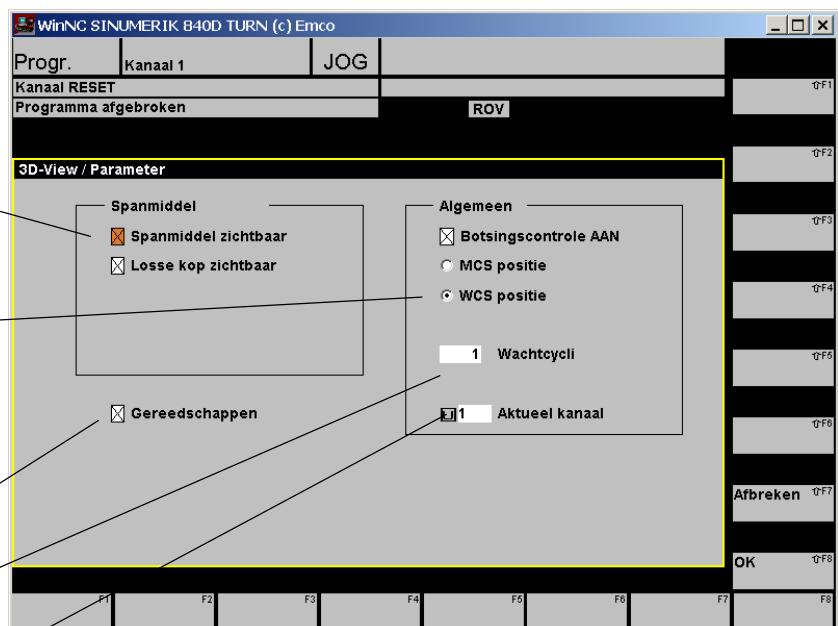 WinNC SINUMERIK 840D TURN (c) Emco
Progr. Kanaal 1 JOG
Kanaal RESET
⇧F1
Programma afgebroken ROV
⇧F2
3D-View / Parameter
Spanmiddel Algemeen
⇧F3
Spanmiddel zichtbaar Botsingscontrole AAN
Losse kop zichtbaar MCS positie
⇧F4
WCS positie
1 Wachtcycli
⇧F5
Gereedschappen 1 Aktueel kanaal
⇧F6
Afbreken ⇧F7
OK ⇧F8
F1 F2 F3 F4 F5 F6 F7 F8